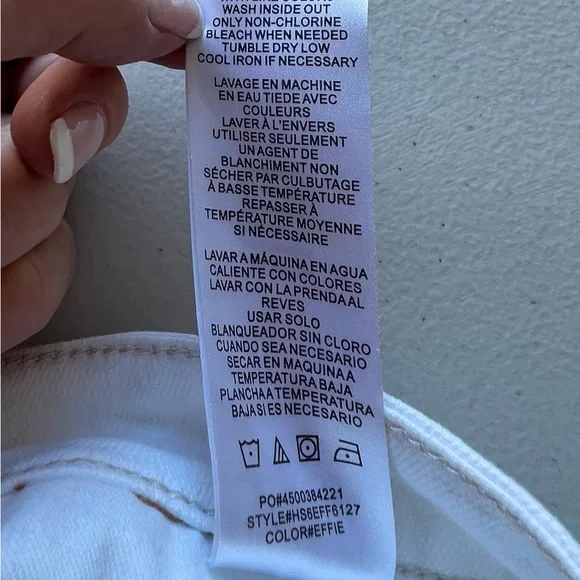 WASH INSIDE OUT
ONLY NON-CHLORINE
BLEACH WHEN NEEDED
TUMBLE DRY LOW
COOL IRON IF NECESSARY
LAVAGE EN MACHINE
EN EAU TIEDE AVEC
COULEURS
LAVER À L'ENVERS
UTILISER SEULEMENT
UN AGENT DE
BLANCHIMENT NON
SÉCHER PAR CULBUTAGE
À BASSE TEMPÉRATURE
REPASSER À
TEMPÉRATURE MOYENNE
SI NÉCESSAIRE
LAVAR A MÁQUINA EN AGUA
CALIENTE CON COLORES
LAVAR CON LA PRENDA AL
REVES
USAR SOLO
BLANQUEADOR SIN CLORO
CUANDO SEA NECESARIO
SECAR EN MAQUINA A
TEMPERATURA BAJA
PLANCHA A TEMPERATURA
BAJA SI ES NECESARIO
PO#4500384221
STYLE#HS6EFF6127
COLOR#EFFIE